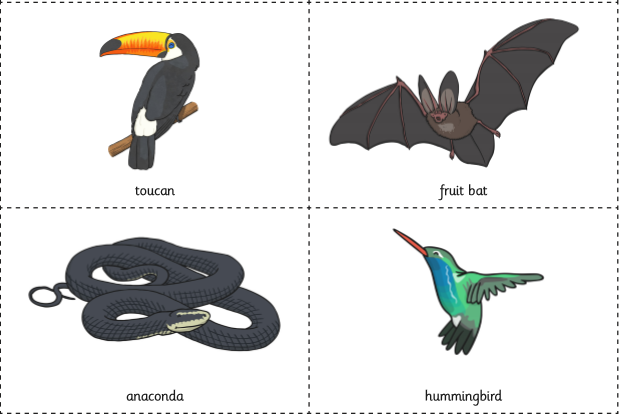 toucan
fruit bat
anaconda
hummingbird